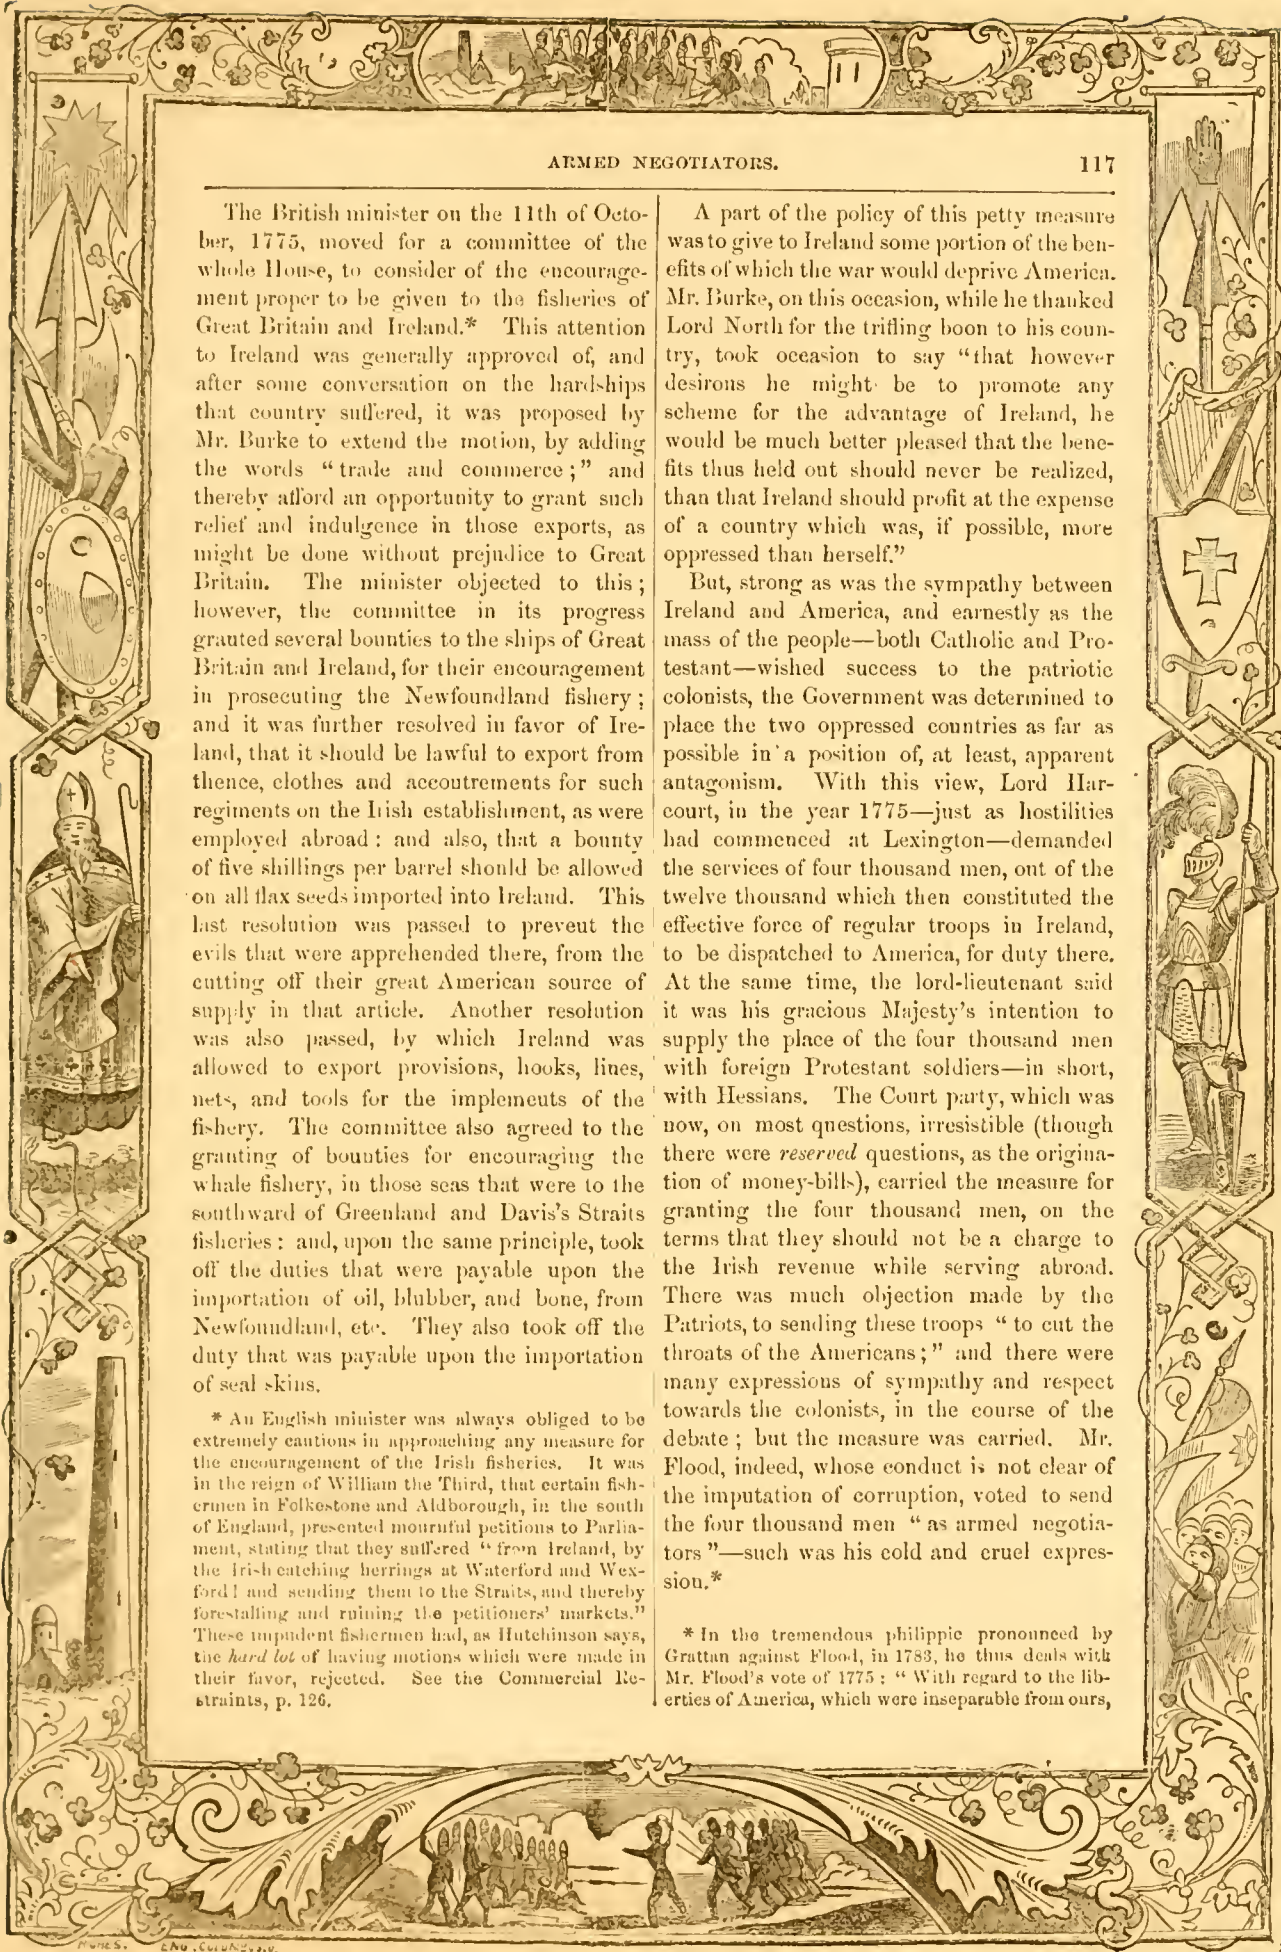 ARMED NEGOTIATORS. 117
The British minister on the 11th of Octo-
ber, 1775, moved for a committee of the
whole House, to consider of the encourage-
ment proper to be given to the fisheries of
Great Britain and Ireland.* This attention
to Ireland was generally approved of, and
after some conversation on the hardships
that country suffered, it was proposed by
Mr. Burke to extend the motion, by adding
the words “trade and commerce;” and
thereby afford an opportunity to grant such
relief and indulgence in those exports, as
might be done without prejudice to Great
Britain. The minister objected to this;
however, the committee in its progress
granted several bounties to the ships of Great
Britain and Ireland, for their encouragement
in prosecuting the Newfoundland fishery;
and it was further resolved in favor of Ire-
land, that it should be lawful to export from
thence, clothes and accoutrements for such
regiments on the Irish establishment, as were
employed abroad: and also, that a bounty
of five shillings per barrel should be allowed
on all flax seeds imported into Ireland. This
last resolution was passed to prevent the
evils that were apprehended there, from the
cutting off their great American source of
supply in that article. Another resolution
was also passed, by which Ireland was
allowed to export provisions, hooks, lines,
nets, and tools for the implements of the
fishery. The committee also agreed to the
granting of bounties for encouraging the
whale fishery, in those seas that were to the
southward of Greenland and Davis's Straits
fisheries: and, upon the same principle, took
off the duties that were payable upon the
importation of oil, blubber, and bone, from
Newfoundland, etc. They also took off the
duty that was payable upon the importation
of seal skins.
* An English minister was always obliged to be
extremely cautious in approaching any measure for
the encouragement of the Irish fisheries. It was
in the reign of William the Third, that certain fish-
ermen in Folkestone and Aldborough, in the south
of England, presented mournful petitions to Parlia-
ment, stating that they suffered “from Ireland, by
the Irish catching herrings at Waterford and Wex-
ford! and sending them to the Straits, and thereby
forestalling and ruining the petitioners' markets.”
These impudent fishermen had, as Hutchinson says,
the hard lot of having motions which were made in
their favor, rejected. See the Commercial Re-
straints, p. 126.
A part of the policy of this petty measure
was to give to Ireland some portion of the ben-
efits of which the war would deprive America.
Mr. Burke, on this occasion, while he thanked
Lord North for the trifling boon to his coun-
try, took occasion to say “that however
desirous he might be to promote any
scheme for the advantage of Ireland, he
would be much better pleased that the bene-
fits thus held out should never be realized,
than that Ireland should profit at the expense
of a country which was, if possible, more
oppressed than herself.”
But, strong as was the sympathy between
Ireland and America, and earnestly as the
mass of the people—both Catholic and Pro-
testant—wished success to the patriotic
colonists, the Government was determined to
place the two oppressed countries as far as
possible in a position of, at least, apparent
antagonism. With this view, Lord Har-
court, in the year 1775—just as hostilities
had commenced at Lexington—demanded
the services of four thousand men, out of the
twelve thousand which then constituted the
effective force of regular troops in Ireland,
to be dispatched to America, for duty there.
At the same time, the lord-lieutenant said
it was his gracious Majesty's intention to
supply the place of the four thousand men
with foreign Protestant soldiers—in short,
with Hessians. The Court party, which was
now, on most questions, irresistible (though
there were reserved questions, as the origina-
tion of money-bills), carried the measure for
granting the four thousand men, on the
terms that they should not be a charge to
the Irish revenue while serving abroad.
There was much objection made by the
Patriots, to sending these troops “to cut the
throats of the Americans;” and there were
many expressions of sympathy and respect
towards the colonists, in the course of the
debate; but the measure was carried. Mr.
Flood, indeed, whose conduct is not clear of
the imputation of corruption, voted to send
the four thousand men “as armed negotia-
tors”—such was his cold and cruel expres-
sion.*
* In the tremendous philippic pronounced by
Grattan against Flood, in 1783, he thus deals with
Mr. Flood's vote of 1775: “With regard to the lib-
erties of America, which were inseparable from ours,